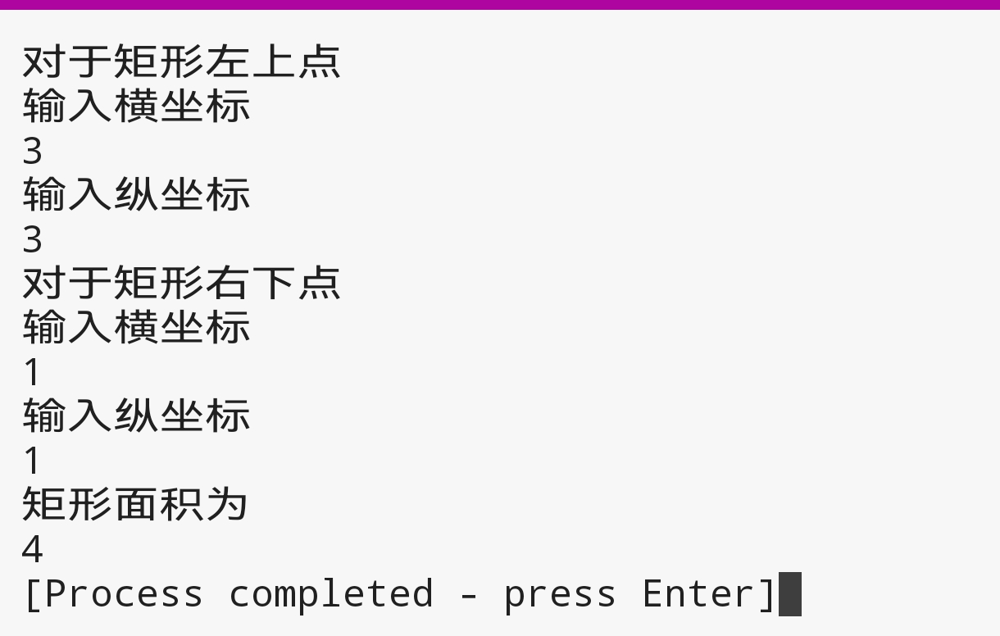 对于矩形左上点
输入横坐标
3
输入纵坐标
3
对于矩形右下点
输入横坐标
1
输入纵坐标
1
矩形面积为
4
[Process completed - press Enter]